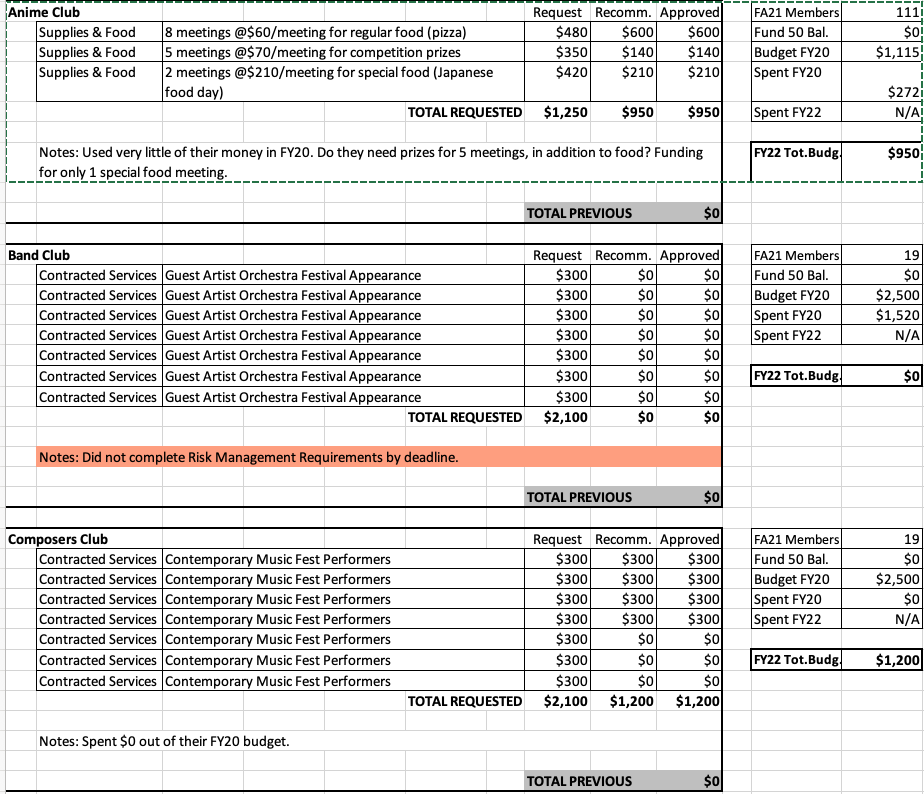 Anime Club Request Recomm. Approved FA21 Members 111
Supplies & Food 8 meetings @$60/meeting for regular food (pizza) $480 $600 $600 Fund 50 Bal. $0
Supplies & Food 5 meetings @$70/meeting for competition prizes $350 $140 $140 Budget FY20 $1,115
Supplies & Food 2 meetings @$210/meeting for special food (Japanese $420 $210 $210 Spent FY20
food day) $272
TOTAL REQUESTED $1,250 $950 $950 Spent FY22 N/A
Notes: Used very little of their money in FY20. Do they need prizes for 5 meetings, in addition to food? Funding FY22 Tot.Budg. $950
for only 1 special food meeting.
TOTAL PREVIOUS $0
Band Club Request Recomm. Approved FA21 Members 19
Contracted Services Guest Artist Orchestra Festival Appearance $300 $0 $0 Fund 50 Bal. $0
Contracted Services Guest Artist Orchestra Festival Appearance $300 $0 $0 Budget FY20 $2,500
Contracted Services Guest Artist Orchestra Festival Appearance $300 $0 $0 Spent FY20 $1,520
Contracted Services Guest Artist Orchestra Festival Appearance $300 $0 $0 Spent FY22 N/A
Contracted Services Guest Artist Orchestra Festival Appearance $300 $0 $0
Contracted Services Guest Artist Orchestra Festival Appearance $300 $0 $0 FY22 Tot.Budg. $0
Contracted Services Guest Artist Orchestra Festival Appearance $300 $0 $0
TOTAL REQUESTED $2,100 $0 $0
Notes: Did not complete Risk Management Requirements by deadline.
TOTAL PREVIOUS $0
Composers Club Request Recomm. Approved FA21 Members 19
Contracted Services Contemporary Music Fest Performers $300 $300 $300 Fund 50 Bal. $0
Contracted Services Contemporary Music Fest Performers $300 $300 $300 Budget FY20 $2,500
Contracted Services Contemporary Music Fest Performers $300 $300 $300 Spent FY20 $0
Contracted Services Contemporary Music Fest Performers $300 $300 $300 Spent FY22 N/A
Contracted Services Contemporary Music Fest Performers $300 $0 $0
Contracted Services Contemporary Music Fest Performers $300 $0 $0 FY22 Tot.Budg. $1,200
Contracted Services Contemporary Music Fest Performers $300 $0 $0
TOTAL REQUESTED $2,100 $1,200 $1,200
Notes: Spent $0 out of their FY20 budget.
TOTAL PREVIOUS $0